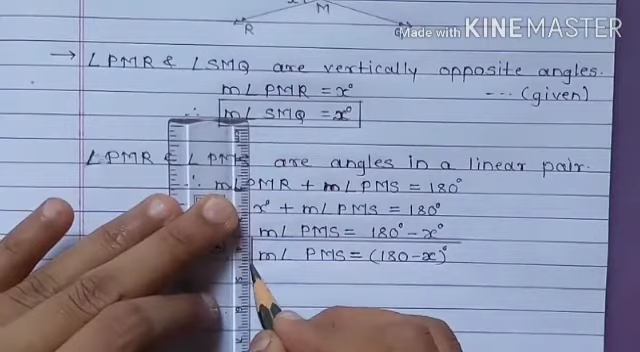 x
M
R
Made with KINEMASTER
→ ∠PMR & ∠SMQ are vertically opposite angles.
m∠PMR = x° --- (given)
∴ m∠ SMQ = x°
∠PMR & ∠ PMS are angles in a linear pair.
∴ m∠PMR + m∠PMS = 180°
x° + m∠PMS = 180°
m∠ PMS = 180° - x°
m∠ PMS = (180-x)°